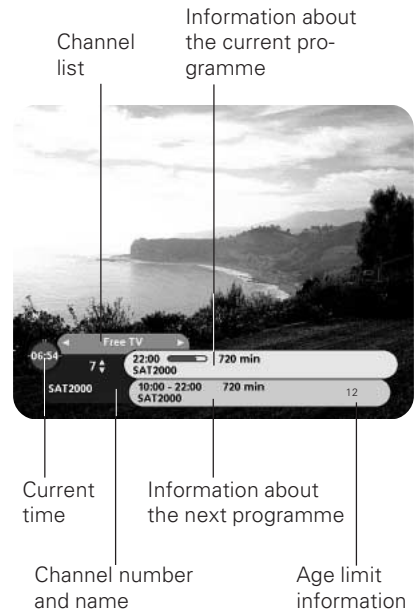 Information about
the current pro-
gramme
Channel
list
Free TV
06:54
7
SAT2000
22:00 720 min
SAT2000
10:00 - 22:00 720 min
SAT2000
12
Current
time
Information about
the next programme
Channel number
and name
Age limit
information